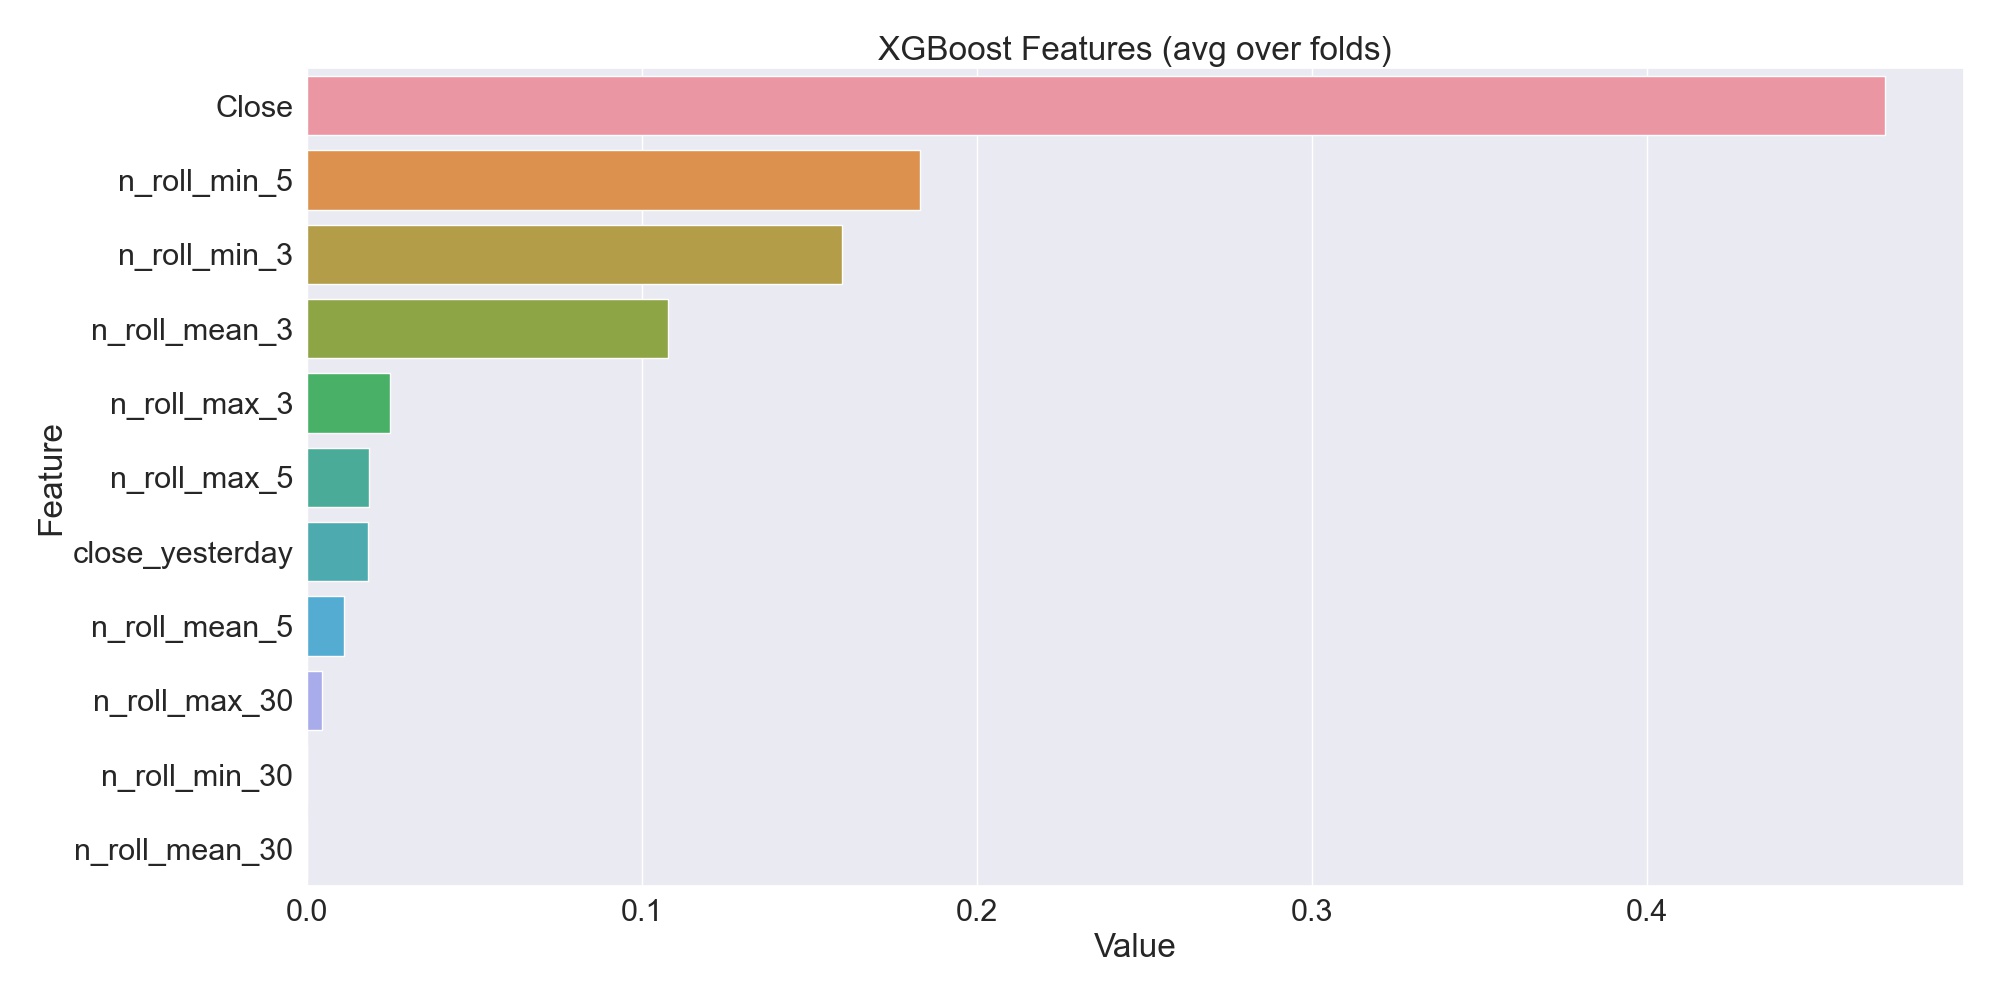 XGBoost Features (avg over folds)
Feature
Close
n_roll_min_5
n_roll_min_3
n_roll_mean_3
n_roll_max_3
n_roll_max_5
close_yesterday
n_roll_mean_5
n_roll_max_30
n_roll_min_30
n_roll_mean_30
0.0 0.1 0.2 0.3 0.4
Value